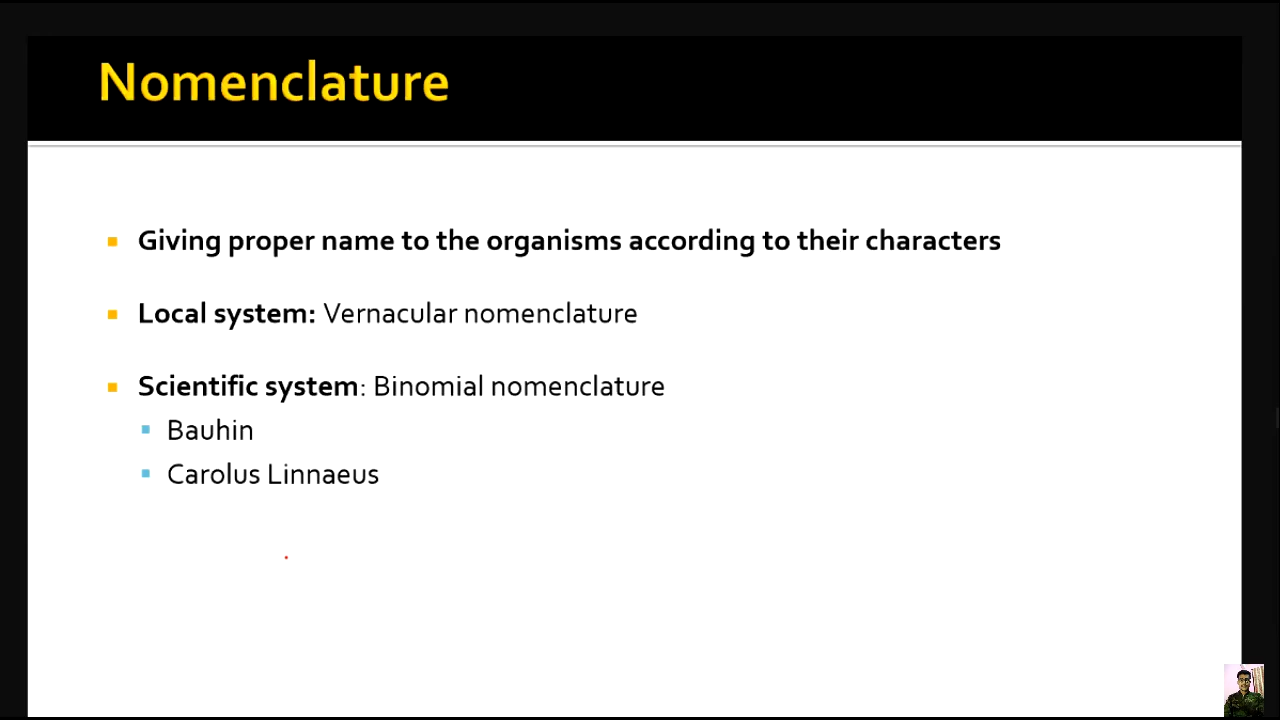 Nomenclature
Giving proper name to the organisms according to their characters
Local system: Vernacular nomenclature
Scientific system: Binomial nomenclature
Bauhin
Carolus Linnaeus